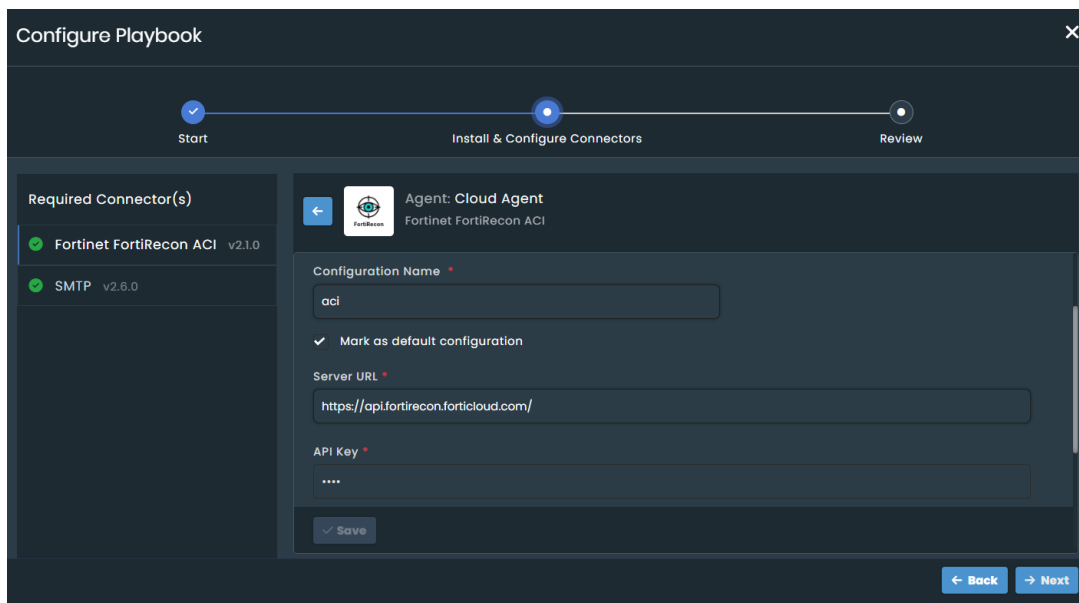 Configure Playbook
Start
Install & Configure Connectors
Review
Required Connector(s)
Fortinet FortiRecon ACI v2.1.0
SMTP v2.6.0
FortiRecon
Agent: Cloud Agent
Fortinet FortiRecon ACI
Configuration Name *
aci
Mark as default configuration
Server URL *
https://api.fortirecon.forticloud.com/
API Key *
••••
Save
Back
Next